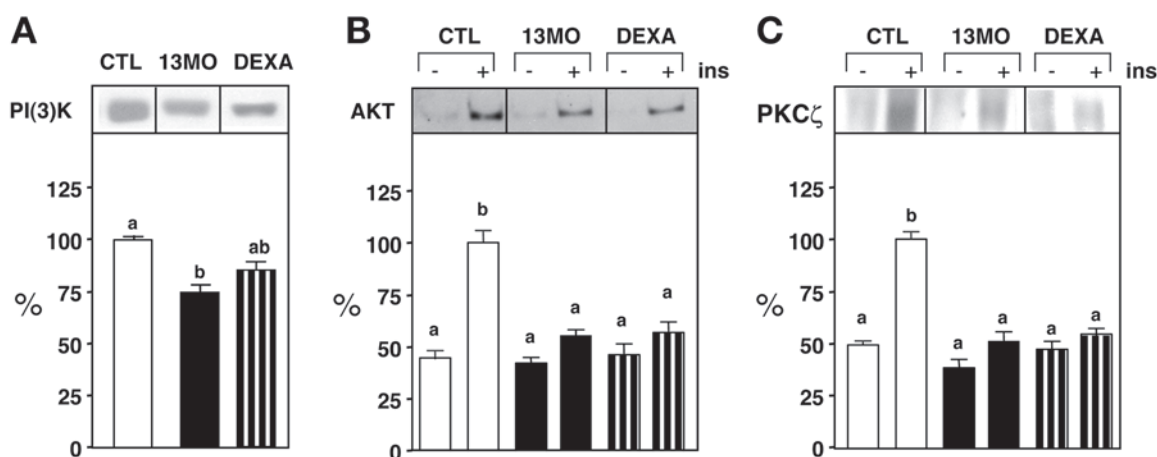 A
CTL 13MO DEXA
PI(3)K
125
100
75
50
25
0
%
a
b
ab
B
CTL 13MO DEXA
- + - + - + ins
AKT
125
100
75
50
25
0
%
a
b
a
a
a
a
C
CTL 13MO DEXA
- + - + - + ins
PKCζ
125
100
75
50
25
0
%
a
b
a
a
a
a